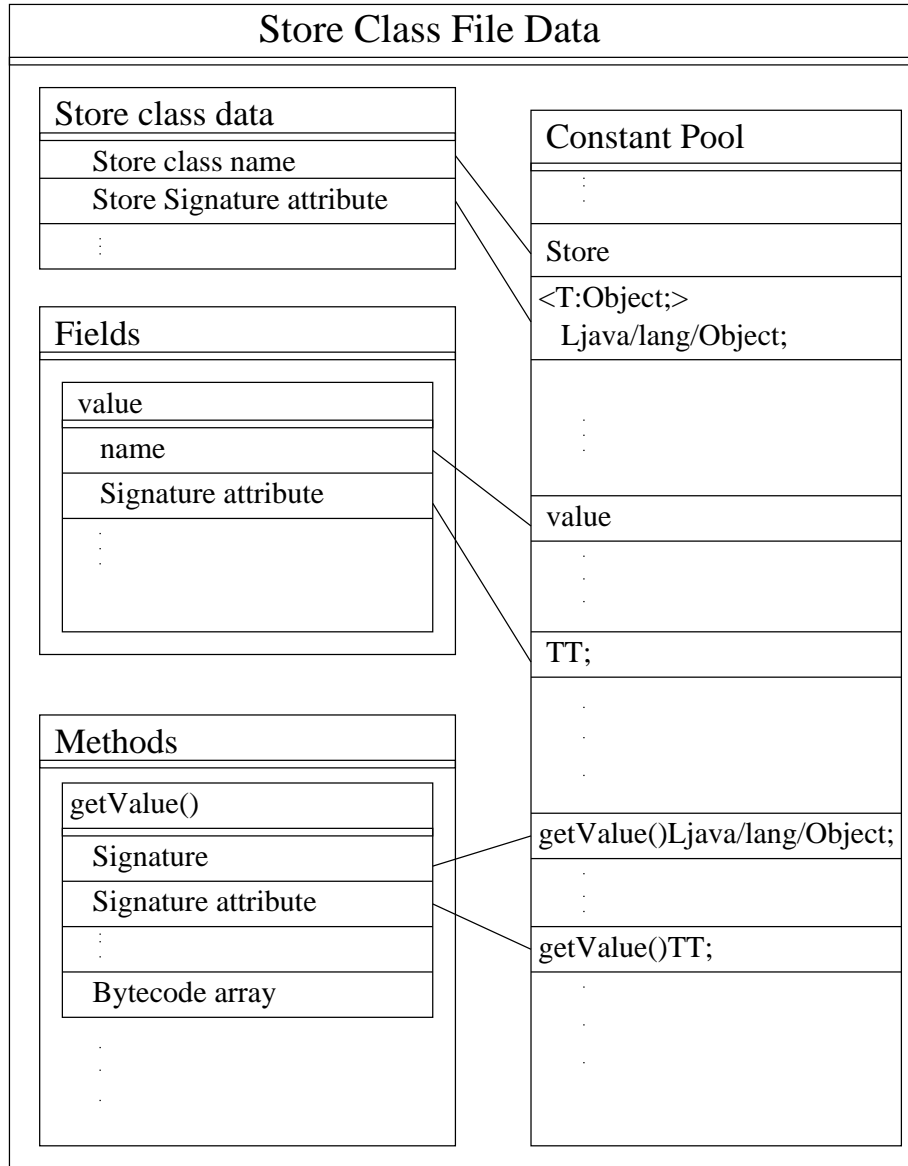 Store Class File Data
Store class data
Store class name
Store Signature attribute
Fields
value
name
Signature attribute
Methods
getValue()
Signature
Signature attribute
Bytecode array
Constant Pool
Store
<T:Object;>
Ljava/lang/Object;
value
TT;
getValue()Ljava/lang/Object;
getValue()TT;